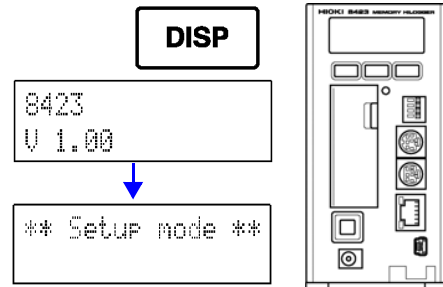 DISP
8423
V 1.00
** Setup mode **
HIOKI 8423 MEMORY HiLOGGER